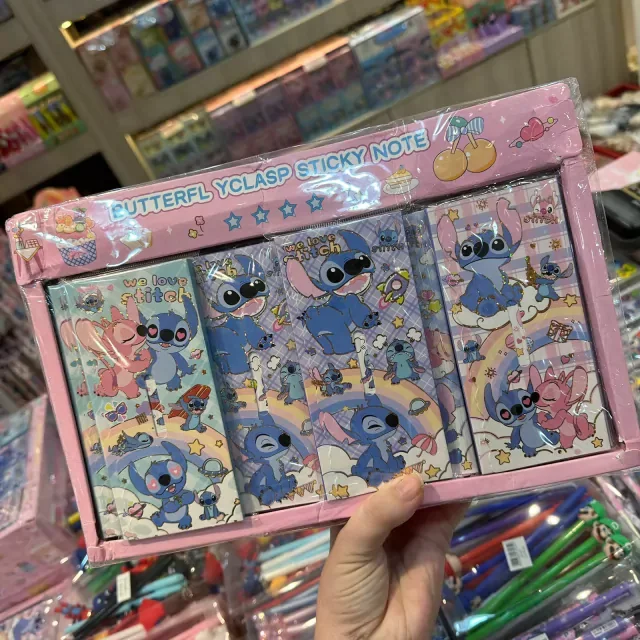 BUTTERFL YCLASP STICKY NOTE
we love
stitch
we love
stitch